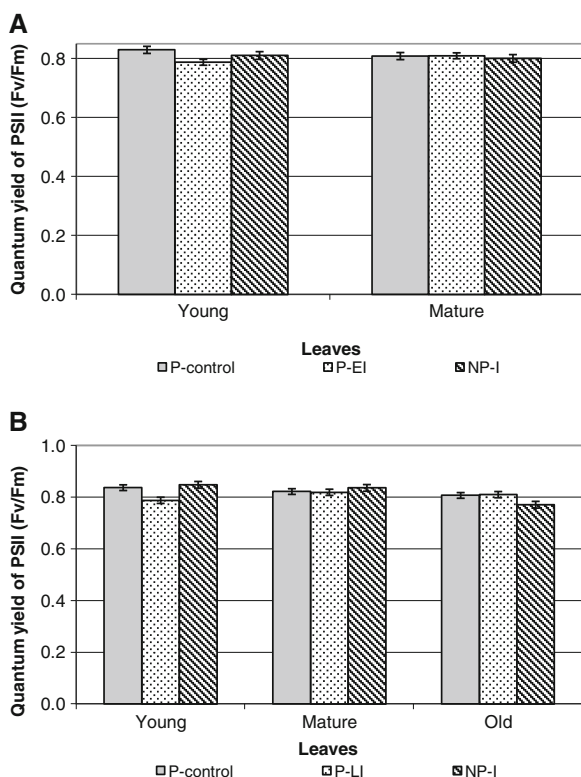 A
Quantum yield of PSII (Fv/Fm)
0.8
0.6
0.4
0.2
0.0
Young Mature
Leaves
P-control P-EI NP-I
B
Quantum yield of PSII (Fv/Fm)
1.0
0.8
0.6
0.4
0.2
0.0
Young Mature Old
Leaves
P-control P-LI NP-I